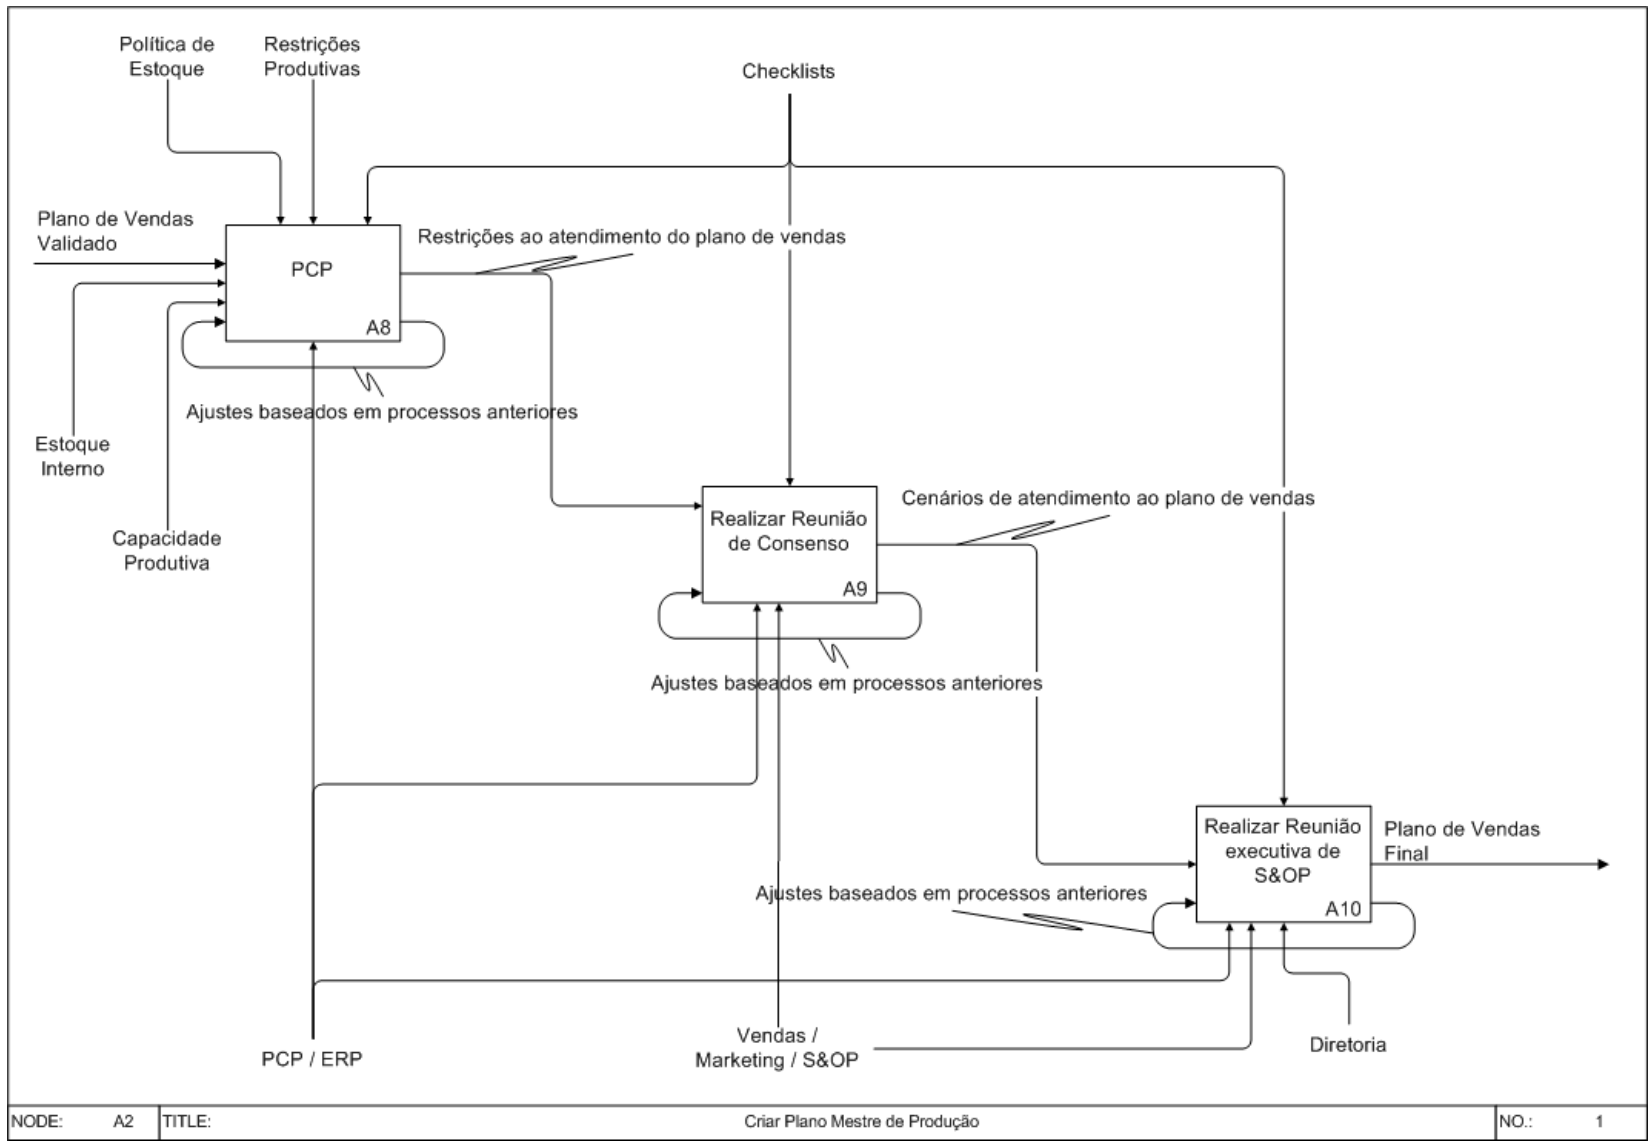 Política de
Estoque
Restrições
Produtivas
Checklists
Plano de Vendas
Validado
PCP
A8
Restrições ao atendimento do plano de vendas
Ajustes baseados em processos anteriores
Estoque
Interno
Capacidade
Produtiva
Realizar Reunião
de Consenso
A9
Cenários de atendimento ao plano de vendas
Ajustes baseados em processos anteriores
Realizar Reunião
executiva de
S&OP
A10
Plano de Vendas
Final
Ajustes baseados em processos anteriores
PCP / ERP
Vendas /
Marketing / S&OP
Diretoria
NODE: A2 TITLE: Criar Plano Mestre de Produção NO.: 1